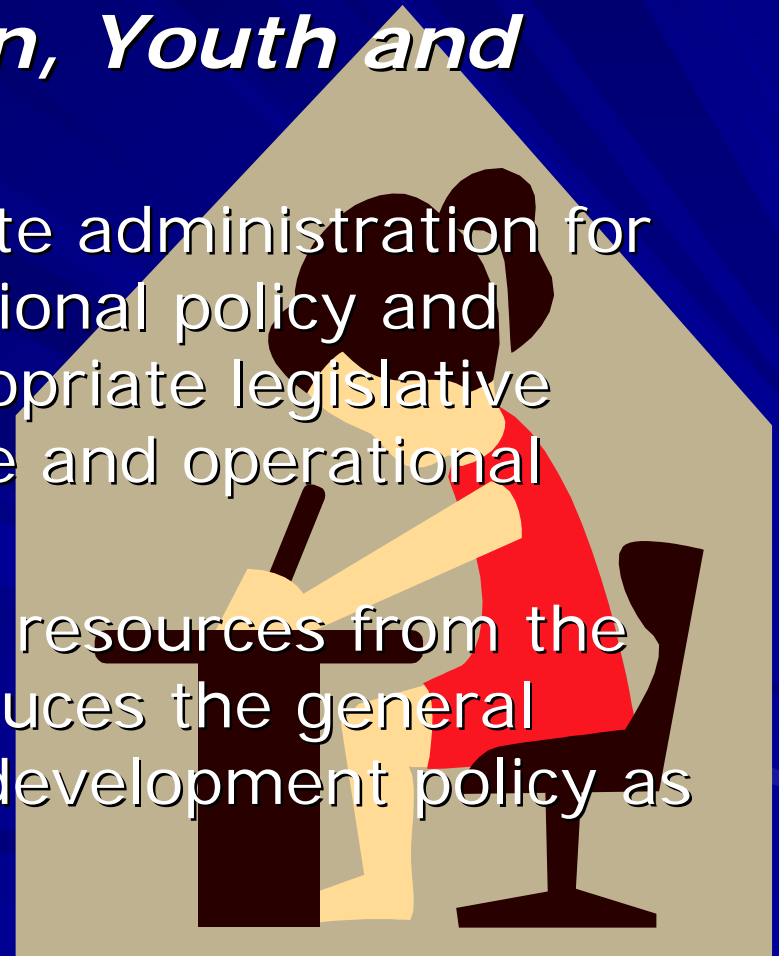 n, Youth and
te administration for
ional policy and
opriate legislative
e and operational
resources from the
uces the general
development policy as